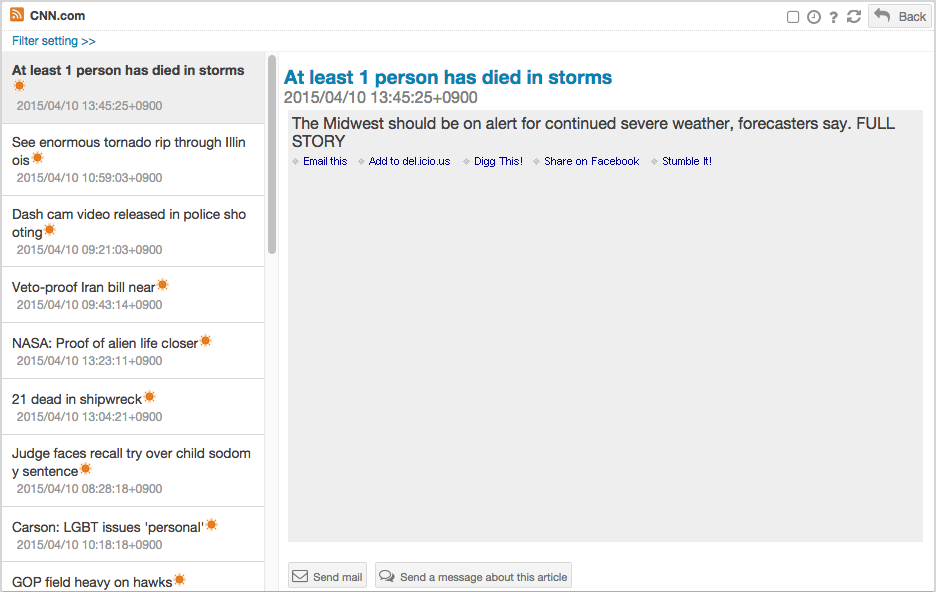 CNN.com
? Back
Filter setting >>
At least 1 person has died in storms
2015/04/10 13:45:25+0900
See enormous tornado rip through Illin
ois
2015/04/10 10:59:03+0900
Dash cam video released in police sho
oting
2015/04/10 09:21:03+0900
Veto-proof Iran bill near
2015/04/10 09:43:14+0900
NASA: Proof of alien life closer
2015/04/10 13:23:11+0900
21 dead in shipwreck
2015/04/10 13:04:21+0900
Judge faces recall try over child sodom
y sentence
2015/04/10 08:28:18+0900
Carson: LGBT issues 'personal'
2015/04/10 10:18:18+0900
GOP field heavy on hawks
At least 1 person has died in storms
2015/04/10 13:45:25+0900
The Midwest should be on alert for continued severe weather, forecasters say. FULL
STORY
Email this Add to del.icio.us Digg This! Share on Facebook Stumble It!
Send mail Send a message about this article